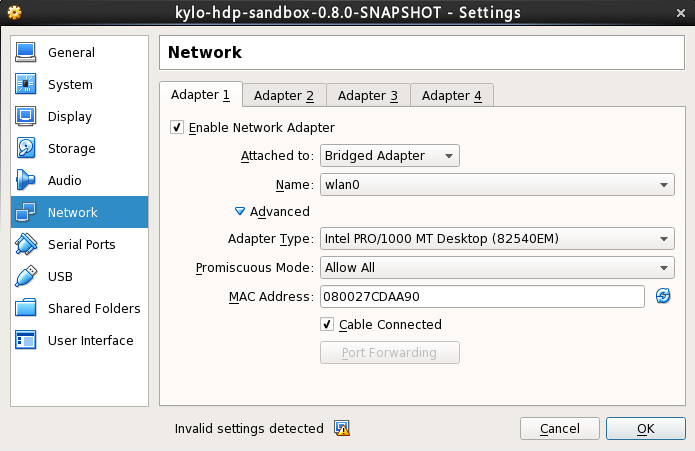 kylo-hdp-sandbox-0.8.0-SNAPSHOT - Settings
General
System
Display
Storage
Audio
Network
Serial Ports
USB
Shared Folders
User Interface
Network
Adapter 1 Adapter 2 Adapter 3 Adapter 4
Enable Network Adapter
Attached to: Bridged Adapter
Name: wlan0
Advanced
Adapter Type: Intel PRO/1000 MT Desktop (82540EM)
Promiscuous Mode: Allow All
MAC Address: 080027CDAA90
Cable Connected
Port Forwarding
Invalid settings detected
Cancel OK